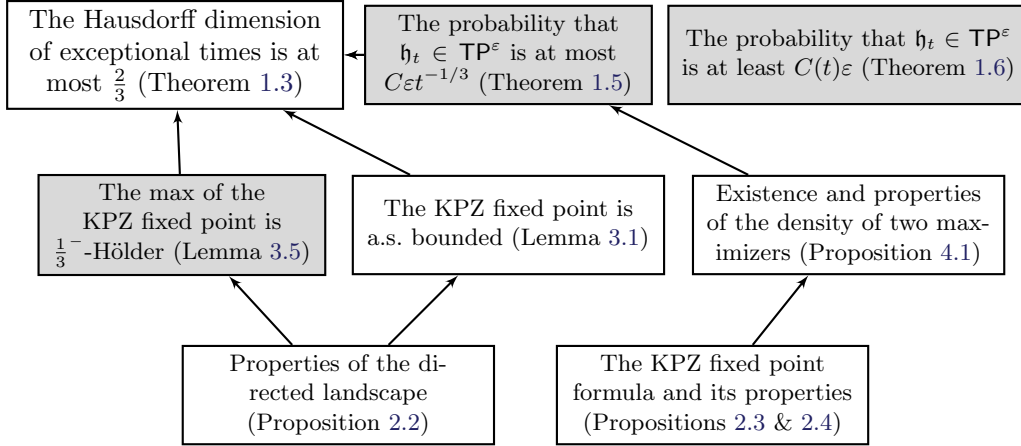 The Hausdorff dimension
of exceptional times is at
most 2/3 (Theorem 1.3)
The probability that
𝔥ₜ ∈ TP^ε is at most
Cεt^{−1/3} (Theorem 1.5)
The probability that 𝔥ₜ ∈ TP^ε
is at least C(t)ε (Theorem 1.6)
The max of the
KPZ fixed point is
1/3⁻-Hölder (Lemma 3.5)
The KPZ fixed point is
a.s. bounded (Lemma 3.1)
Existence and properties
of the density of two max-
imizers (Proposition 4.1)
Properties of the di-
rected landscape
(Proposition 2.2)
The KPZ fixed point
formula and its properties
(Propositions 2.3 & 2.4)